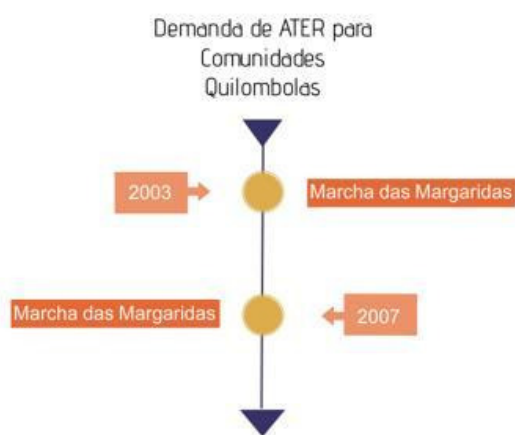 Demanda de ATER para
Comunidades
Quilombolas
2003
Marcha das Margaridas
Marcha das Margaridas
2007